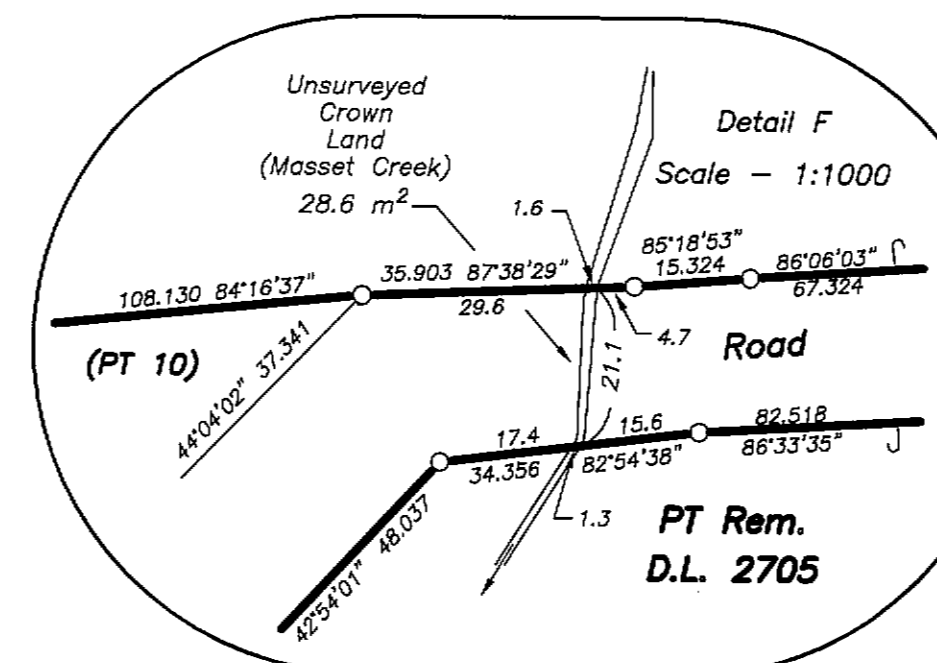 Unsurveyed
Crown
Land
(Masset Creek)
28.6 m²
Detail F
Scale - 1:1000
1.6
85°18'53"
15.324
86°06'03"
67.324
108.130 84°16'37"
35.903 87°38'29"
29.6
4.7
Road
(PT 10)
44°04'02" 37.341
21.1
17.4
34.356
15.6
82°54'38"
82.518
86°33'35"
1.3
42°54'01" 48.037
PT Rem.
D.L. 2705